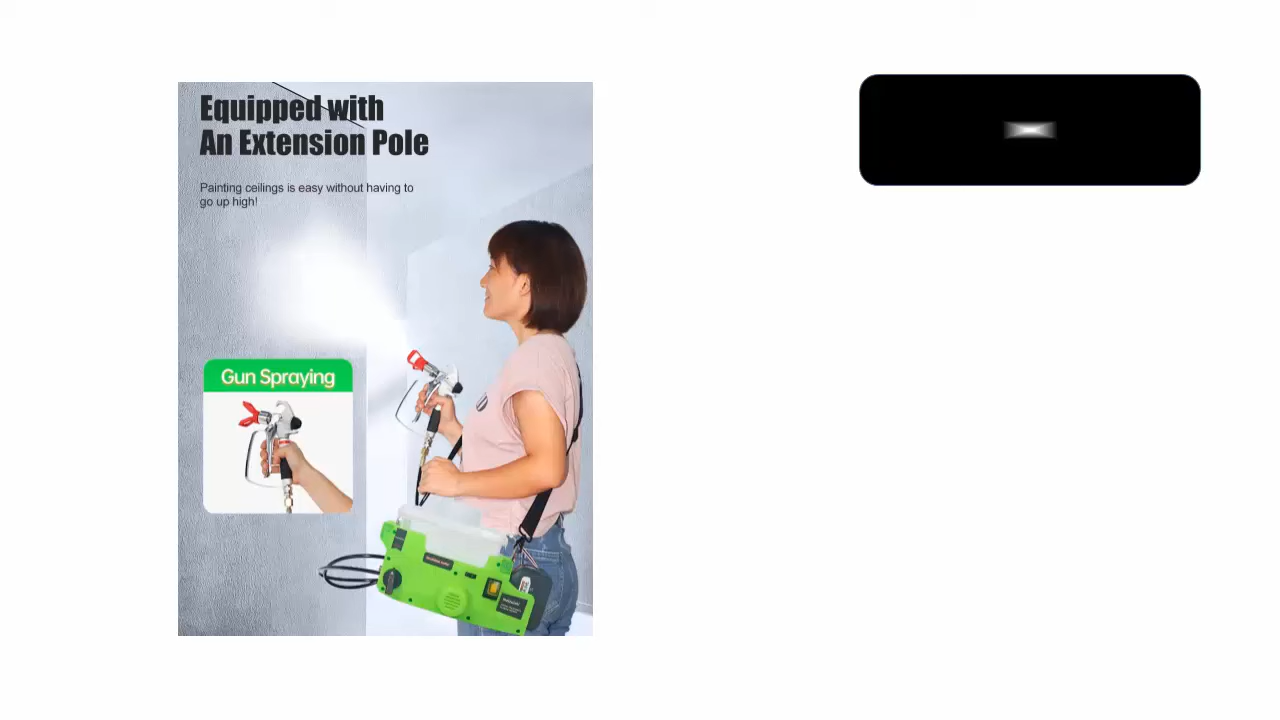 Equipped with
An Extension Pole
Painting ceilings is easy without having to
go up high!
Gun Spraying